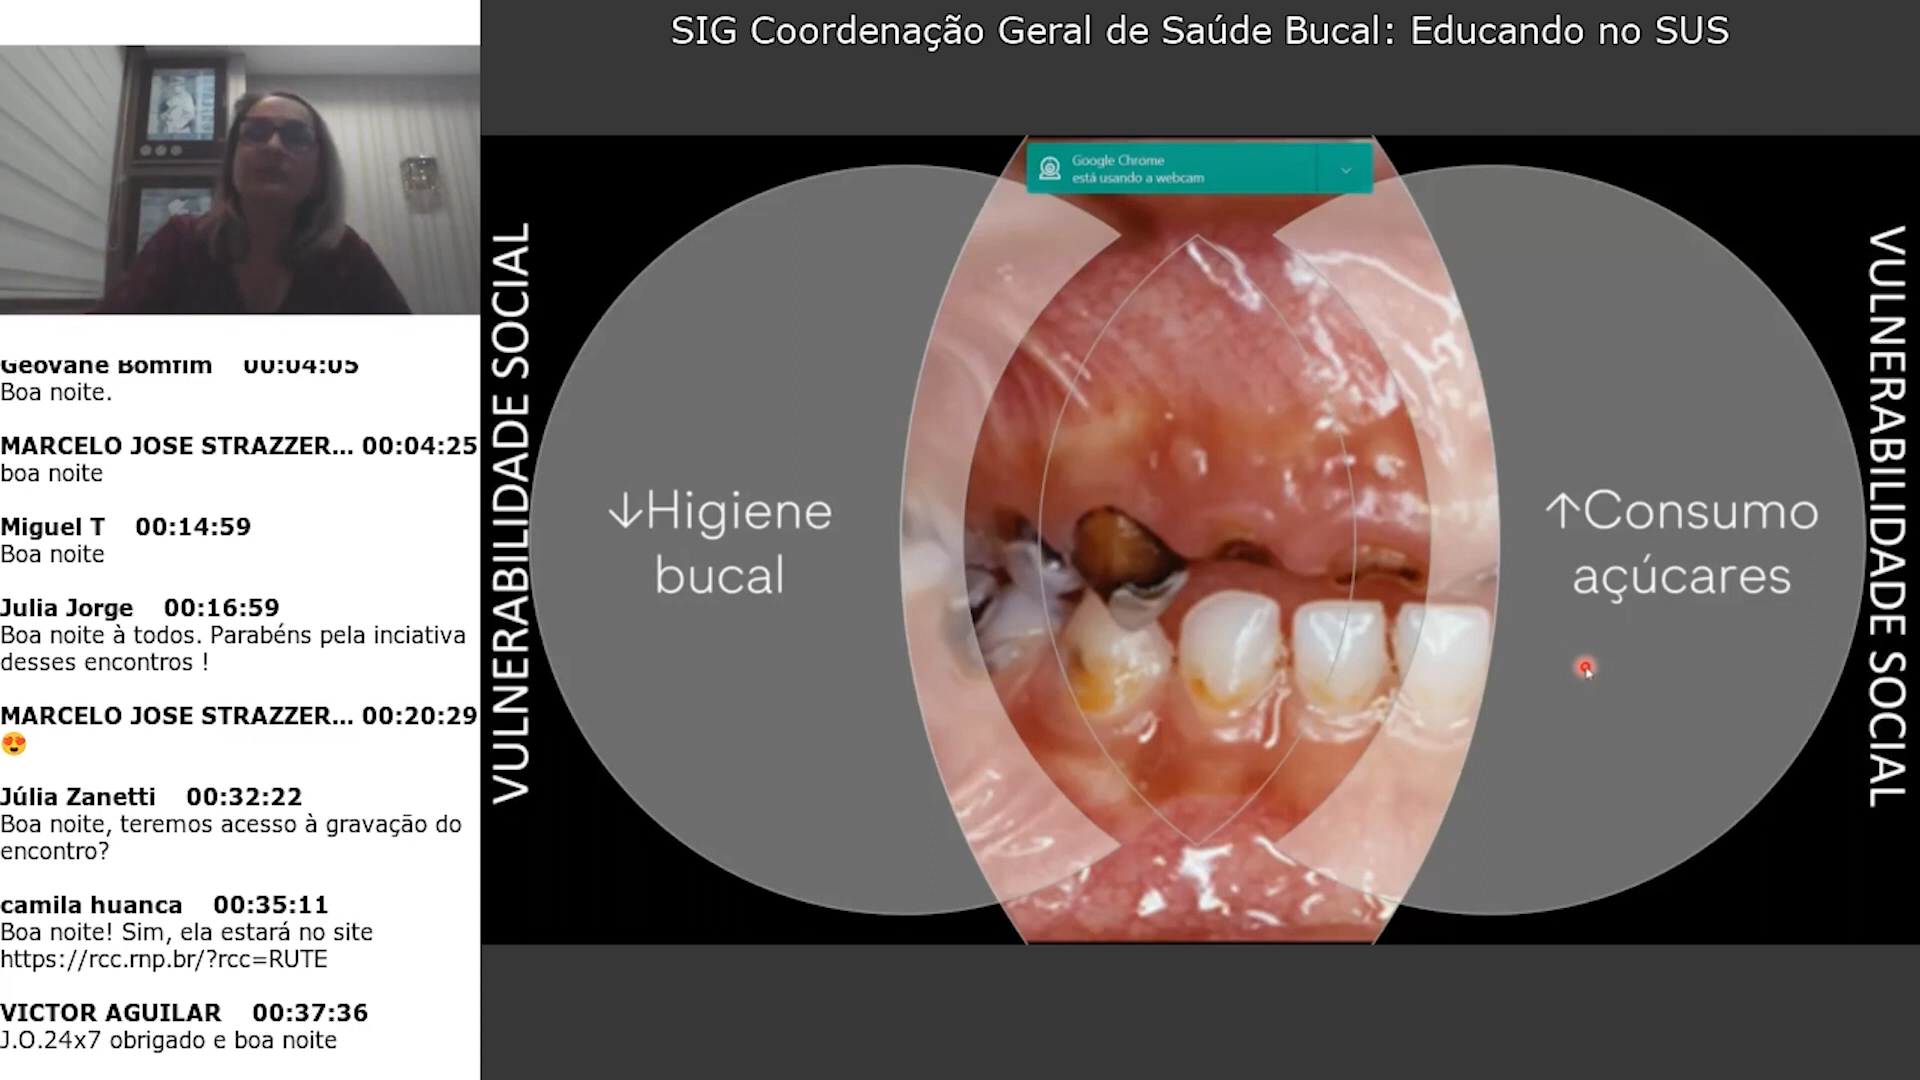 SIG Coordenação Geral de Saúde Bucal: Educando no SUS
Geovane Bomfim 00:04:05
Boa noite.
MARCELO JOSE STRAZZER... 00:04:25
boa noite
Miguel T 00:14:59
Boa noite
Julia Jorge 00:16:59
Boa noite à todos. Parabéns pela inciativa
desses encontros !
MARCELO JOSE STRAZZER... 00:20:29
😍
Júlia Zanetti 00:32:22
Boa noite, teremos acesso à gravação do
encontro?
camila huanca 00:35:11
Boa noite! Sim, ela estará no site
https://rcc.rnp.br/?rcc=RUTE
VICTOR AGUILAR 00:37:36
J.O.24x7 obrigado e boa noite
VULNERABILIDADE SOCIAL
↓Higiene
bucal
Google Chrome
está usando a webcam
↑Consumo
açúcares
VULNERABILIDADE SOCIAL